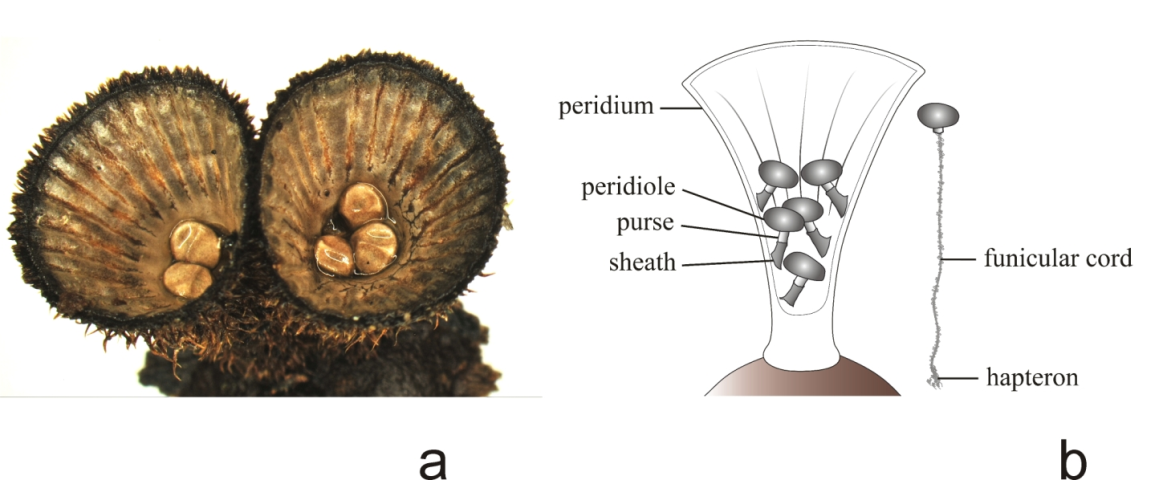 peridium
peridiole
purse
sheath
funicular cord
hapteron
a
b